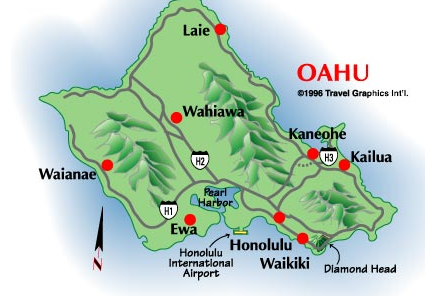 Laie
OAHU
©1996 Travel Graphics Int'l.
Wahiawa
Kaneohe
H3
Kailua
H2
Waianae
Pearl
Harbor
H1
Ewa
Honolulu
Honolulu
International
Airport
Waikiki
Diamond Head
N